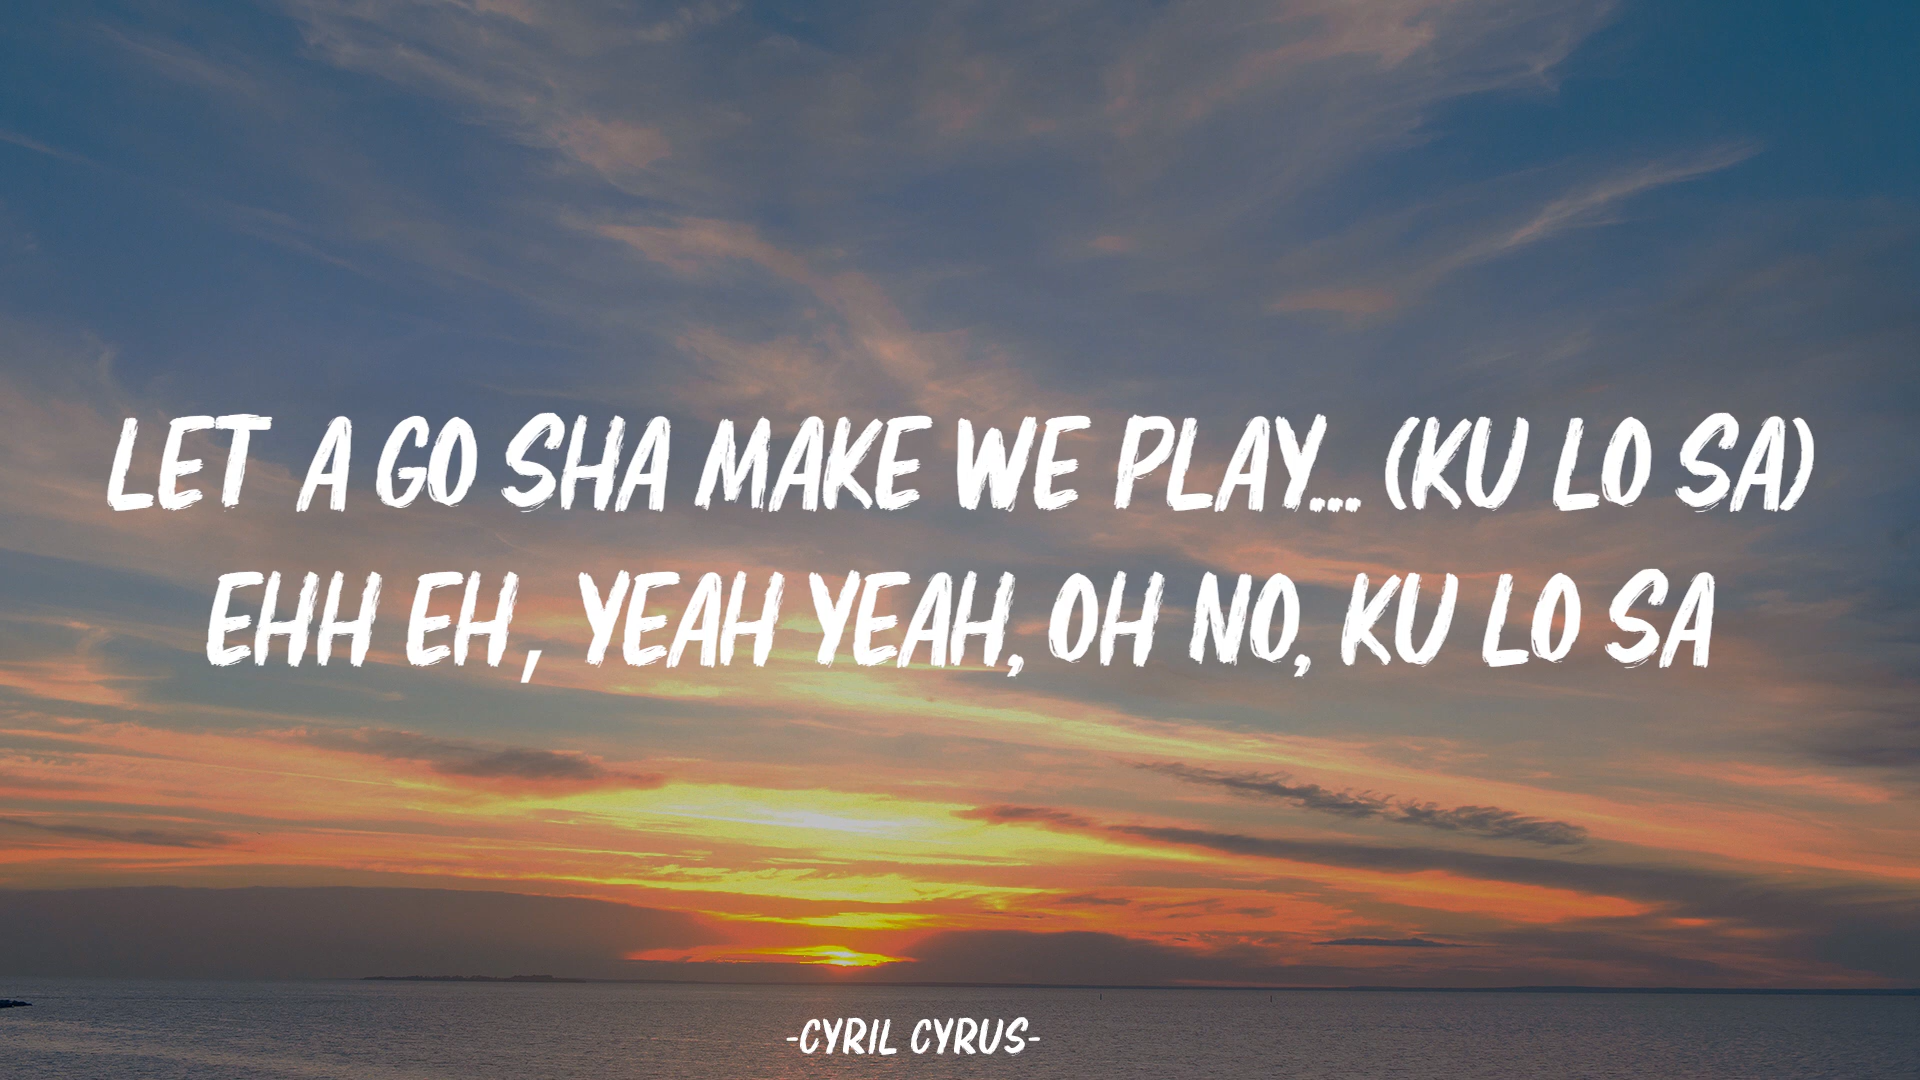 LET A GO SHA MAKE WE PLAY... (KU LO SA)
EHH EH, YEAH YEAH, OH NO, KU LO SA
-CYRIL CYRUS-